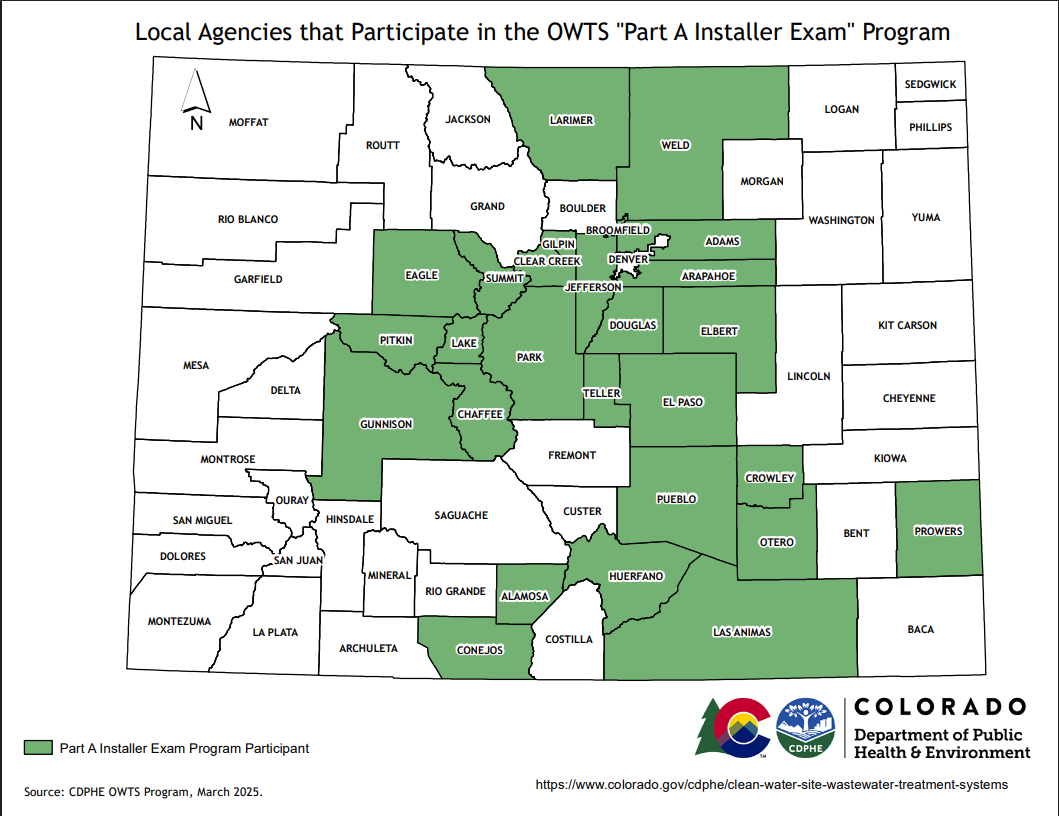 Local Agencies that Participate in the OWTS "Part A Installer Exam" Program
N
MOFFAT
ROUTT
JACKSON
LARIMER
WELD
LOGAN
SEDGWICK
PHILLIPS
MORGAN
RIO BLANCO
GRAND
BOULDER
WASHINGTON
YUMA
BROOMFIELD
GILPIN
ADAMS
CLEAR CREEK
DENVER
GARFIELD
EAGLE
SUMMIT
ARAPAHOE
JEFFERSON
DOUGLAS
ELBERT
KIT CARSON
PITKIN
LAKE
PARK
MESA
DELTA
LINCOLN
TELLER
EL PASO
CHEYENNE
GUNNISON
CHAFFEE
MONTROSE
FREMONT
KIOWA
CROWLEY
OURAY
PUEBLO
SAN MIGUEL
HINSDALE
SAGUACHE
CUSTER
OTERO
BENT
PROWERS
DOLORES
SAN JUAN
MINERAL
RIO GRANDE
ALAMOSA
HUERFANO
MONTEZUMA
LA PLATA
ARCHULETA
CONEJOS
COSTILLA
LAS ANIMAS
BACA
Part A Installer Exam Program Participant
Source: CDPHE OWTS Program, March 2025.
TM
CDPHE
COLORADO
Department of Public
Health & Environment
https://www.colorado.gov/cdphe/clean-water-site-wastewater-treatment-systems